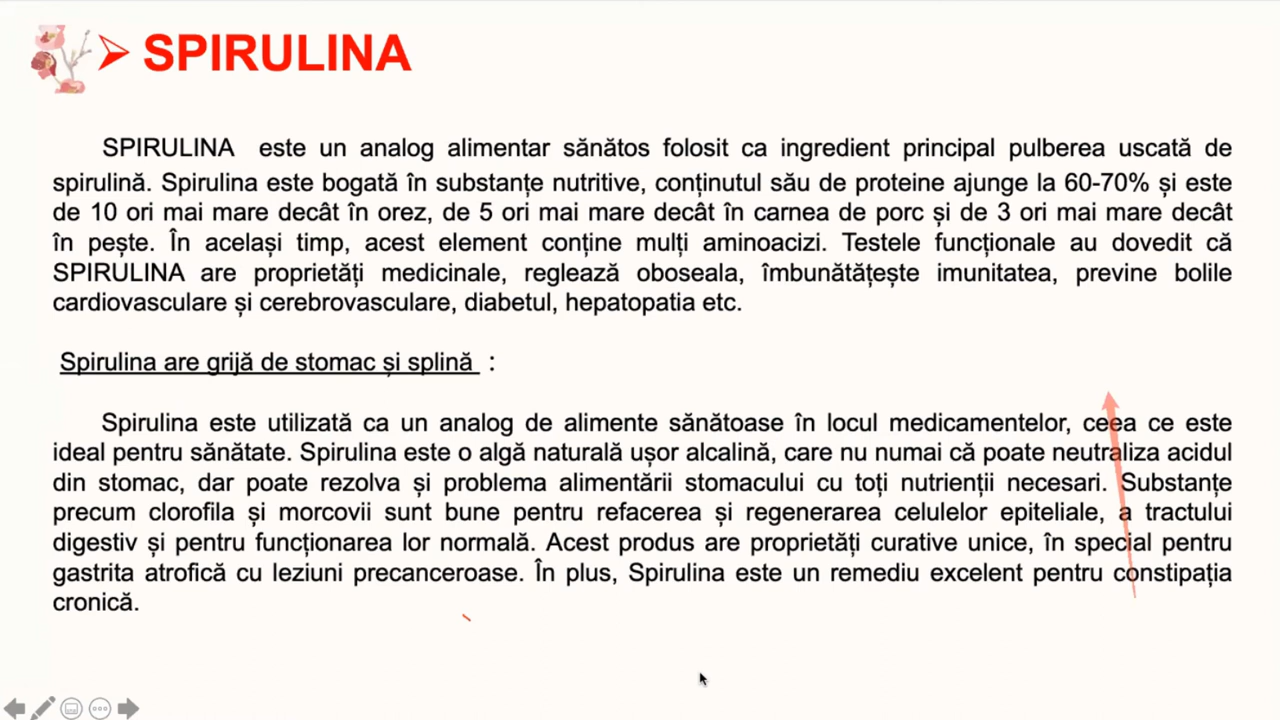 SPIRULINA
SPIRULINA este un analog alimentar sănătos folosit ca ingredient principal pulberea uscată de
spirulină. Spirulina este bogată în substanțe nutritive, conținutul său de proteine ajunge la 60-70% și este
de 10 ori mai mare decât în orez, de 5 ori mai mare decât în carnea de porc și de 3 ori mai mare decât
în pește. În același timp, acest element conține mulți aminoacizi. Testele funcționale au dovedit că
SPIRULINA are proprietăți medicinale, reglează oboseala, îmbunătățește imunitatea, previne bolile
cardiovasculare și cerebrovasculare, diabetul, hepatopatia etc.
Spirulina are grijă de stomac și splină :
Spirulina este utilizată ca un analog de alimente sănătoase în locul medicamentelor, ceea ce este
ideal pentru sănătate. Spirulina este o algă naturală ușor alcalină, care nu numai că poate neutraliza acidul
din stomac, dar poate rezolva și problema alimentării stomacului cu toți nutrienții necesari. Substanțe
precum clorofila și morcovii sunt bune pentru refacerea și regenerarea celulelor epiteliale, a tractului
digestiv și pentru funcționarea lor normală. Acest produs are proprietăți curative unice, în special pentru
gastrita atrofică cu leziuni precanceroase. În plus, Spirulina este un remediu excelent pentru constipația
cronică.